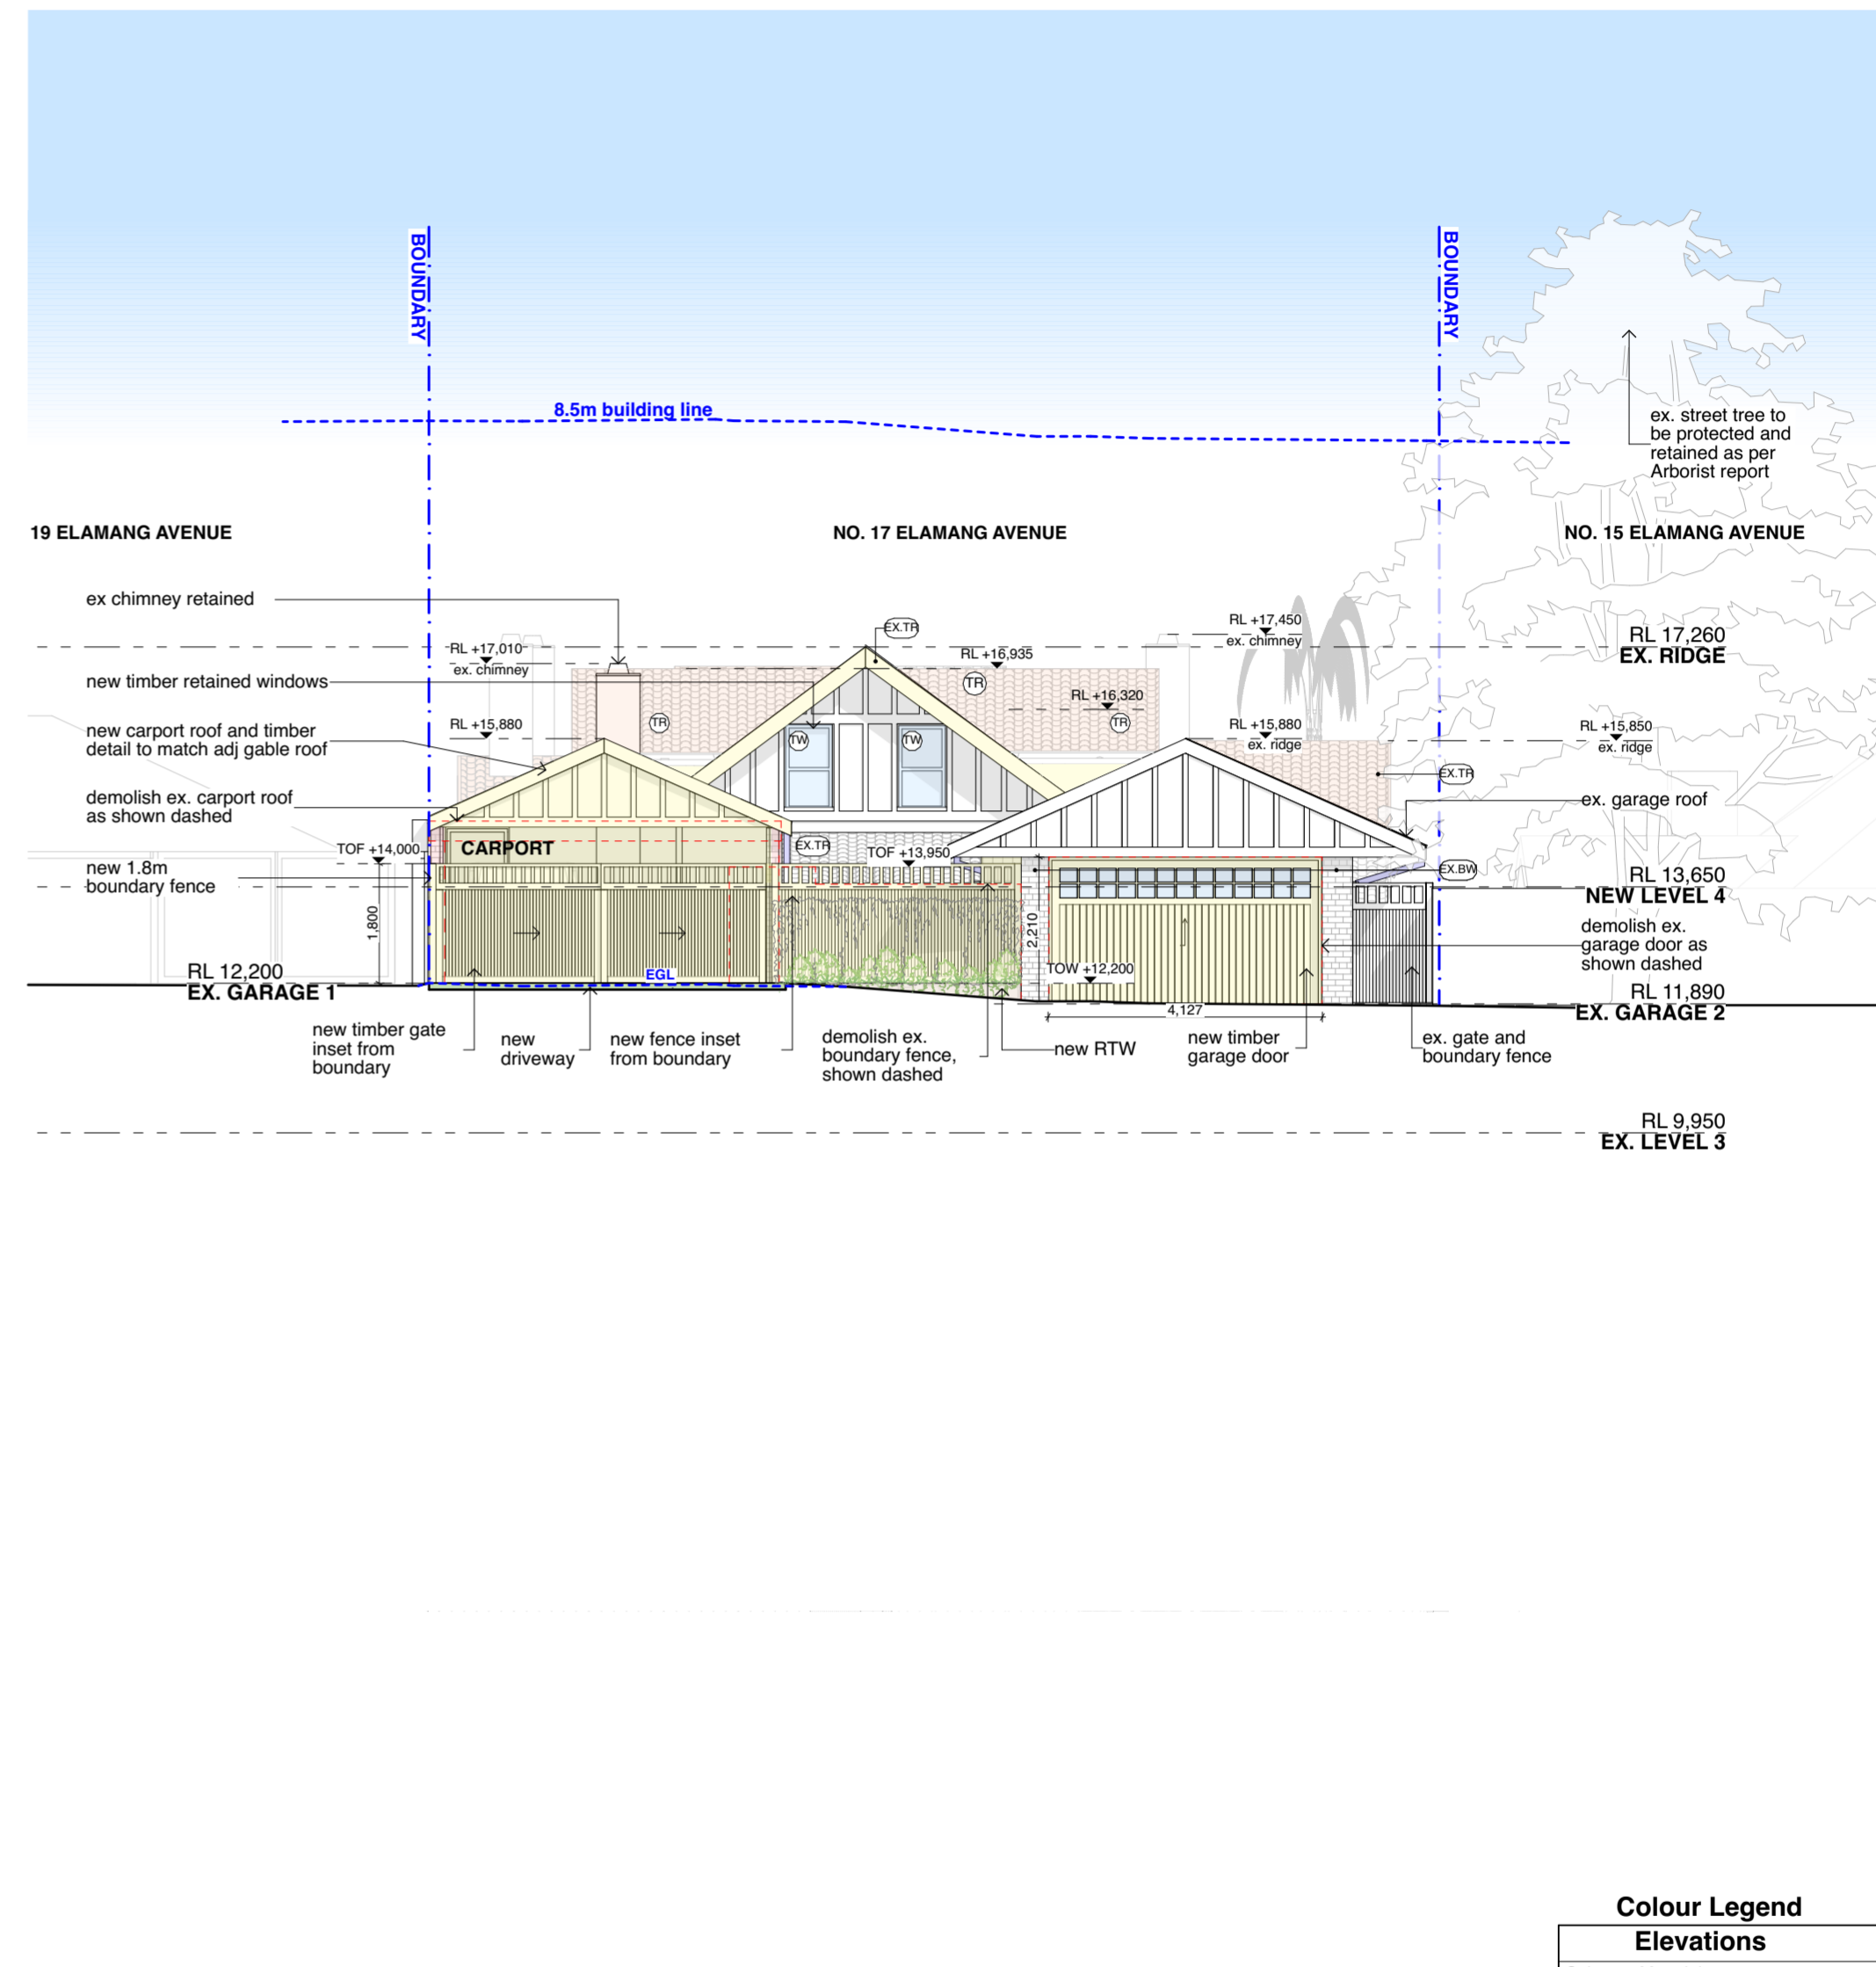 BOUNDARY
BOUNDARY
8.5m building line
ex. street tree to
be protected and
retained as per
Arborist report
19 ELAMANG AVENUE
NO. 17 ELAMANG AVENUE
NO. 15 ELAMANG AVENUE
ex chimney retained
EX.TR
RL +17,450
ex. chimney
RL 17,260
EX. RIDGE
RL +17,010
ex. chimney
RL +16,935
new timber retained windows
TR
RL +16,320
new carport roof and timber
detail to match adj gable roof
RL +15,880
TR
TW
TW
TR
RL +15,880
ex. ridge
RL +15,850
ex. ridge
EX.TR
demolish ex. carport roof
as shown dashed
ex. garage roof
CARPORT
EX.TR
TOF +14,000
TOF +13,950
new 1.8m
boundary fence
EX.BW
RL 13,650
NEW LEVEL 4
1,800
2,210
demolish ex.
garage door as
shown dashed
RL 12,200
EX. GARAGE 1
EGL
TOW +12,200
RL 11,890
EX. GARAGE 2
4,127
new timber gate
inset from
boundary
new
driveway
new fence inset
from boundary
demolish ex.
boundary fence,
shown dashed
new RTW
new timber
garage door
ex. gate and
boundary fence
RL 9,950
EX. LEVEL 3
Colour Legend
Elevations